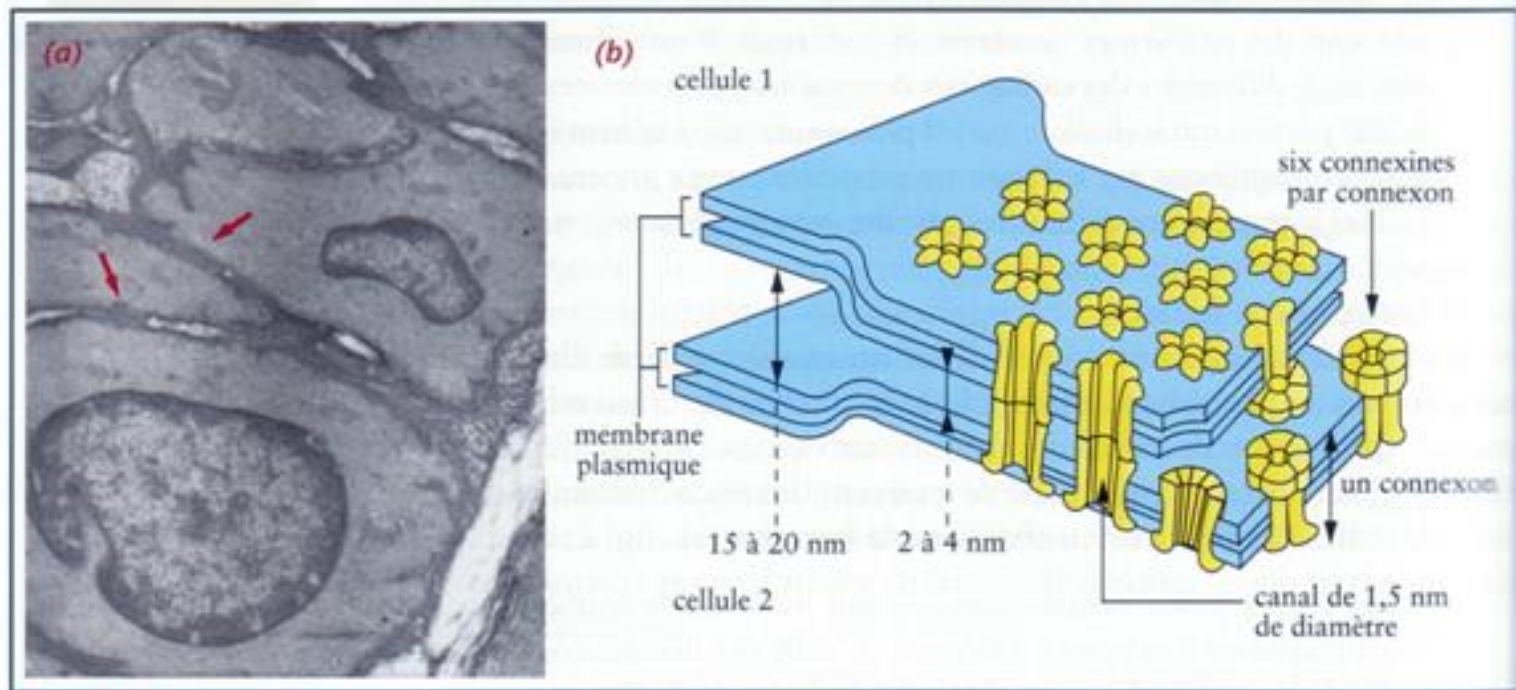 (a)
(b)
cellule 1
six connexines
par connexon
membrane
plasmique
un connexon
15 à 20 nm
2 à 4 nm
cellule 2
canal de 1,5 nm
de diamètre